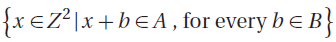 {x ∈ Z² | x + b ∈ A , for every b ∈ B}